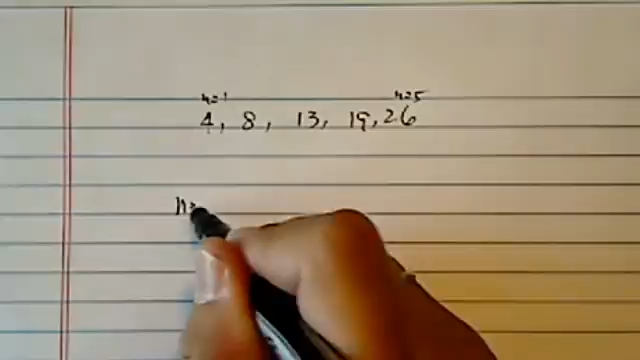 n=1 n=5
4, 8, 13, 19, 26
n=